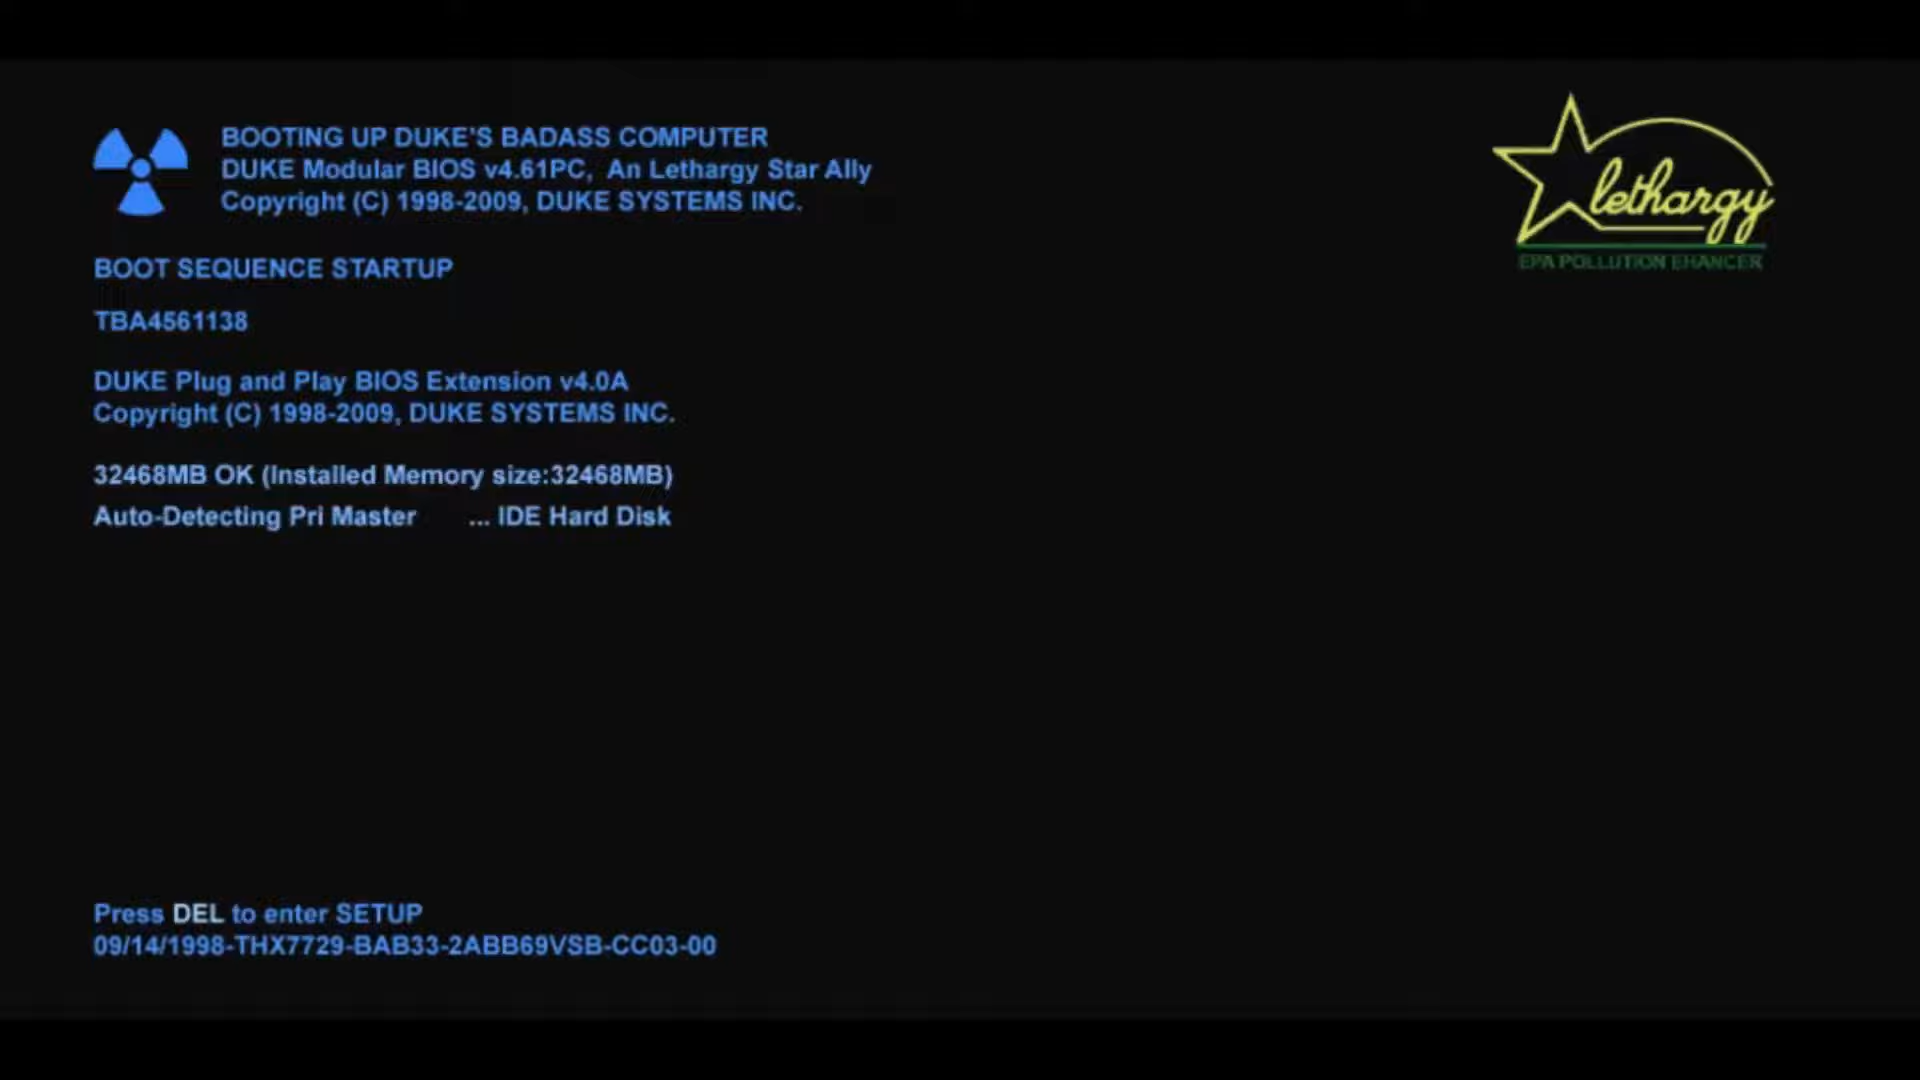 BOOTING UP DUKE'S BADASS COMPUTER
DUKE Modular BIOS v4.61PC, An Lethargy Star Ally
Copyright (C) 1998-2009, DUKE SYSTEMS INC.
lethargy
EPA POLLUTION EHANCER
BOOT SEQUENCE STARTUP
TBA4561138
DUKE Plug and Play BIOS Extension v4.0A
Copyright (C) 1998-2009, DUKE SYSTEMS INC.
32468MB OK (Installed Memory size:32468MB)
Auto-Detecting Pri Master ... IDE Hard Disk
Press DEL to enter SETUP
09/14/1998-THX7729-BAB33-2ABB69VSB-CC03-00